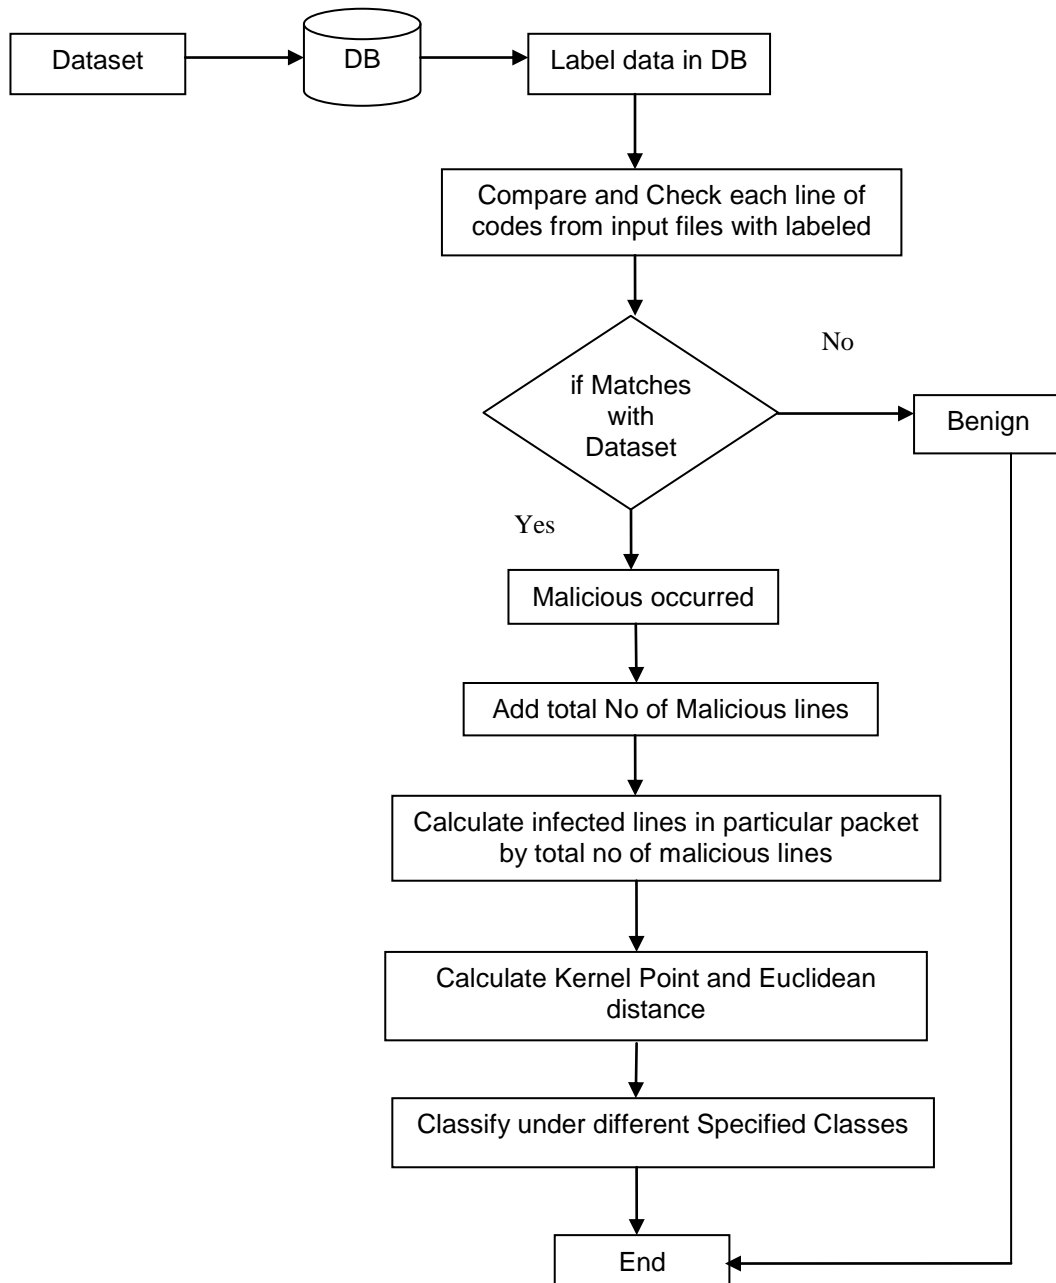 Dataset
DB
Label data in DB
Compare and Check each line of
codes from input files with labeled
No
if Matches
with
Dataset
Benign
Yes
Malicious occurred
Add total No of Malicious lines
Calculate infected lines in particular packet
by total no of malicious lines
Calculate Kernel Point and Euclidean
distance
Classify under different Specified Classes
End